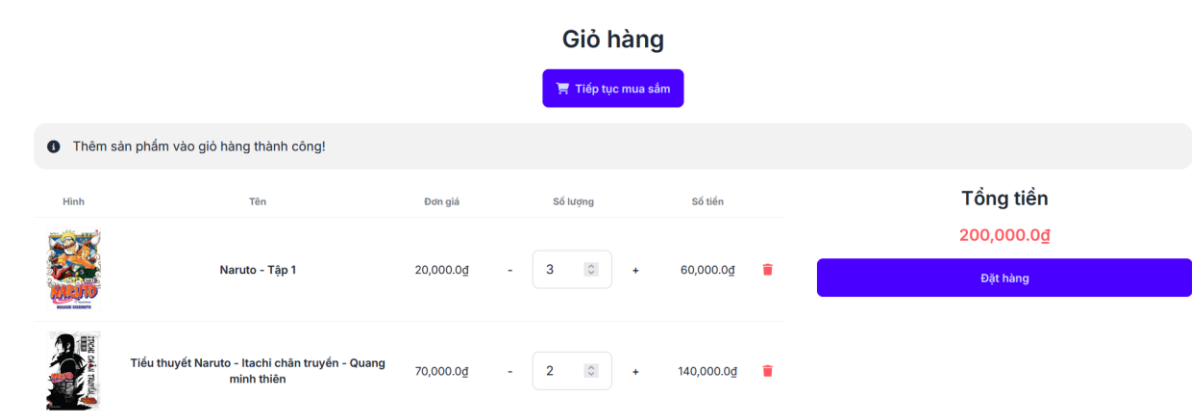 Giỏ hàng
Tiếp tục mua sắm
Thêm sản phẩm vào giỏ hàng thành công!
Hình Tên Đơn giá Số lượng Số tiền
NARUTO
Naruto - Tập 1 20,000.0₫ - 3 + 60,000.0₫
Tiểu thuyết Naruto - Itachi chân truyền - Quang
minh thiên
70,000.0₫ - 2 + 140,000.0₫
Tổng tiền
200,000.0₫
Đặt hàng